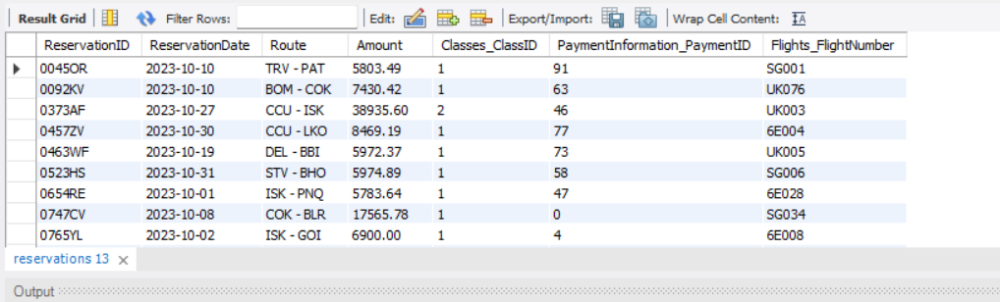 Result Grid Filter Rows: Edit: Export/Import: Wrap Cell Content: IA
ReservationID ReservationDate Route Amount Classes_ClassID PaymentInformation_PaymentID Flights_FlightNumber
0045OR 2023-10-10 TRV - PAT 5803.49 1 91 SG001
0092KV 2023-10-10 BOM - COK 7430.42 1 63 UK076
0373AF 2023-10-27 CCU - ISK 38935.60 2 46 UK003
0457ZV 2023-10-30 CCU - LKO 8469.19 1 77 6E004
0463WF 2023-10-19 DEL - BBI 5972.37 1 73 UK005
0523HS 2023-10-31 STV - BHO 5974.89 1 58 SG006
0654RE 2023-10-01 ISK - PNQ 5783.64 1 47 6E028
0747CV 2023-10-08 COK - BLR 17565.78 1 0 SG034
0765YL 2023-10-02 ISK - GOI 6900.00 1 4 6E008
reservations 13
Output